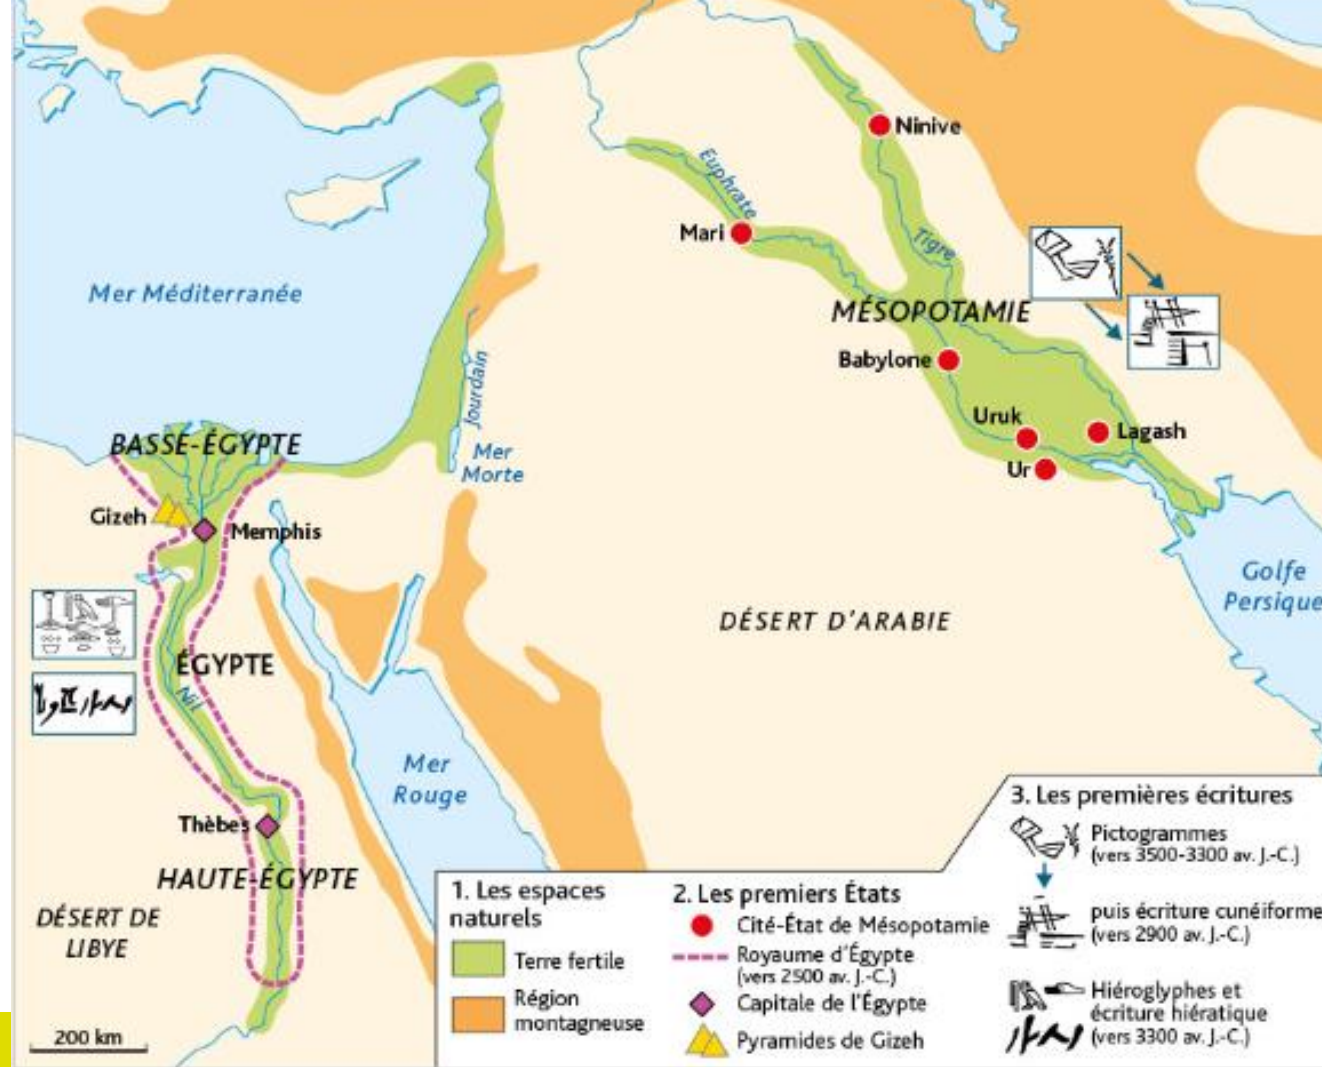 Ninive
Euphrate
Mari
Tigre
Mer Méditerranée
MÉSOPOTAMIE
Babylone
Jourdain
Uruk
Lagash
BASSE-ÉGYPTE
Mer
Morte
Ur
Gizeh
Memphis
Golfe
Persique
DÉSERT D'ARABIE
ÉGYPTE
Nil
Mer
Rouge
Thèbes
HAUTE-ÉGYPTE
DÉSERT DE
LIBYE
200 km
1. Les espaces
naturels
Terre fertile
Région
montagneuse
2. Les premiers États
Cité-État de Mésopotamie
Royaume d'Égypte
(vers 2500 av. J.-C.)
Capitale de l'Égypte
Pyramides de Gizeh
3. Les premières écritures
Pictogrammes
(vers 3500-3300 av. J.-C.)
puis écriture cunéiforme
(vers 2900 av. J.-C.)
Hiéroglyphes et
écriture hiératique
(vers 3300 av. J.-C.)